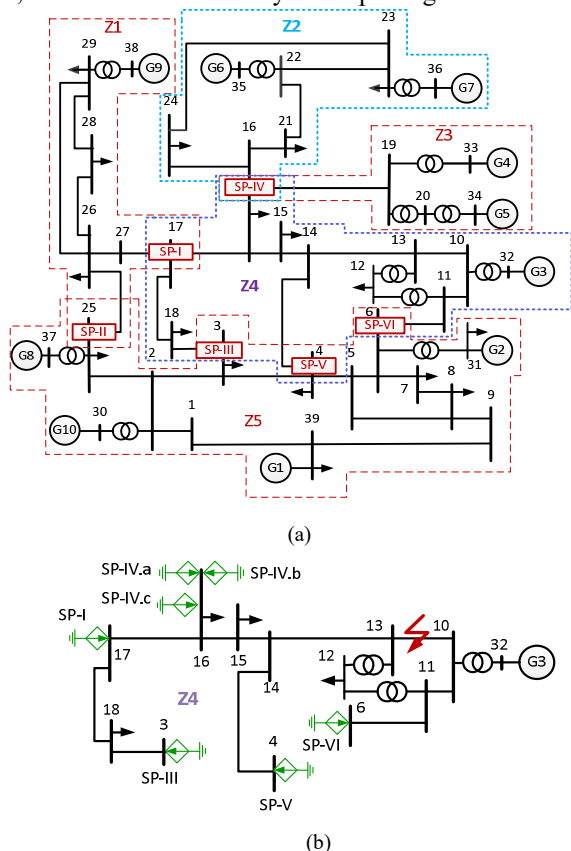 Z1
29
38
G9
Z2
23
22
G6
35
36
G7
24
28
16
21
Z3
19
33
G4
SP-IV
20
34
G5
26
27
17
SP-I
15
14
13
10
12
32
G3
11
Z4
25
SP-II
18
3
SP-III
6
SP-VI
37
G8
2
4
SP-V
5
31
G2
7
8
9
30
G10
1
Z5
39
G1
(a)
SP-IV.a
SP-IV.b
SP-IV.c
SP-I
17
16
15
14
13
10
32
G3
12
11
Z4
18
3
SP-III
4
SP-V
6
SP-VI
(b)